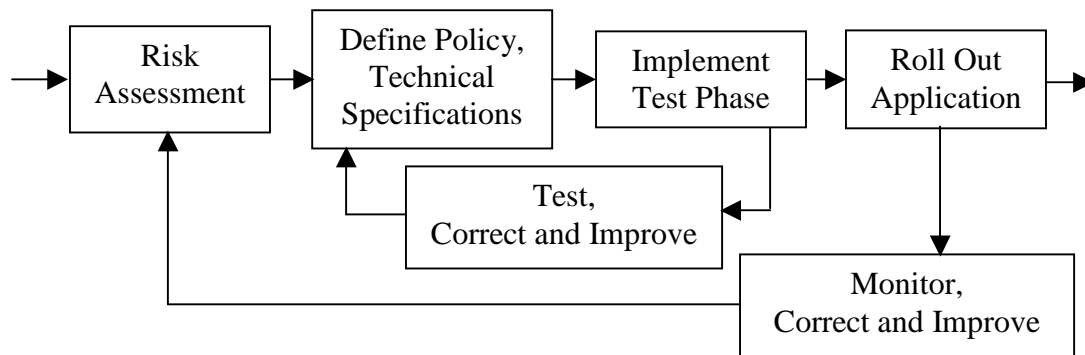 Risk
Assessment
Define Policy,
Technical
Specifications
Implement
Test Phase
Roll Out
Application
Test,
Correct and Improve
Monitor,
Correct and Improve